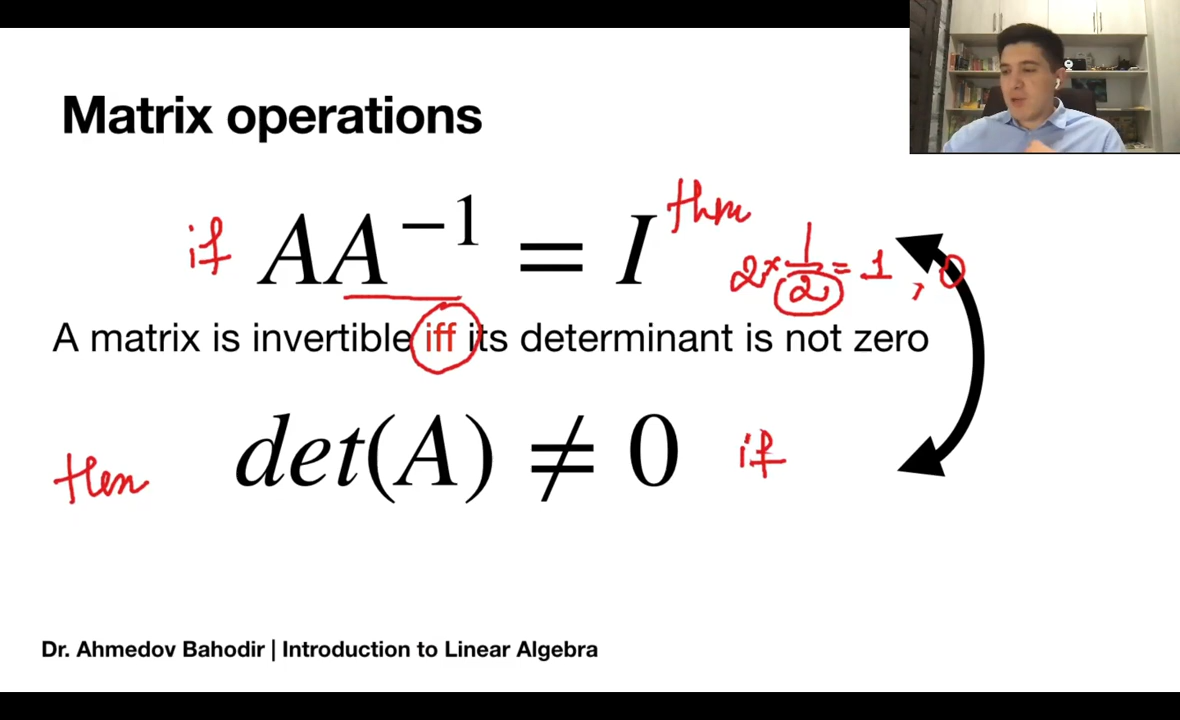 Matrix operations
if AA⁻¹ = I then
2 × 1/2 = 1 , 0
A matrix is invertible iff its determinant is not zero
then det(A) ≠ 0 if
Dr. Ahmedov Bahodir | Introduction to Linear Algebra